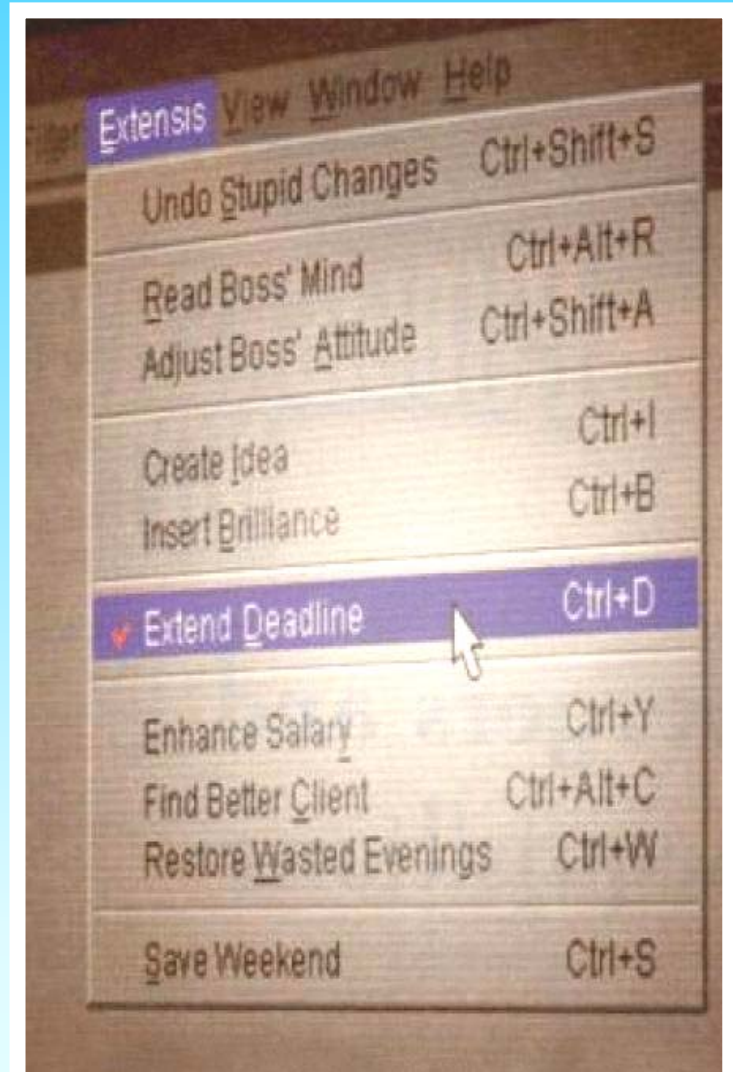 Filter Extensis View Window Help
Undo Stupid Changes Ctrl+Shift+S
Read Boss' Mind Ctrl+Alt+R
Adjust Boss' Attitude Ctrl+Shift+A
Create Idea Ctrl+I
Insert Brilliance Ctrl+B
Extend Deadline Ctrl+D
Enhance Salary Ctrl+Y
Find Better Client Ctrl+Alt+C
Restore Wasted Evenings Ctrl+W
Save Weekend Ctrl+S